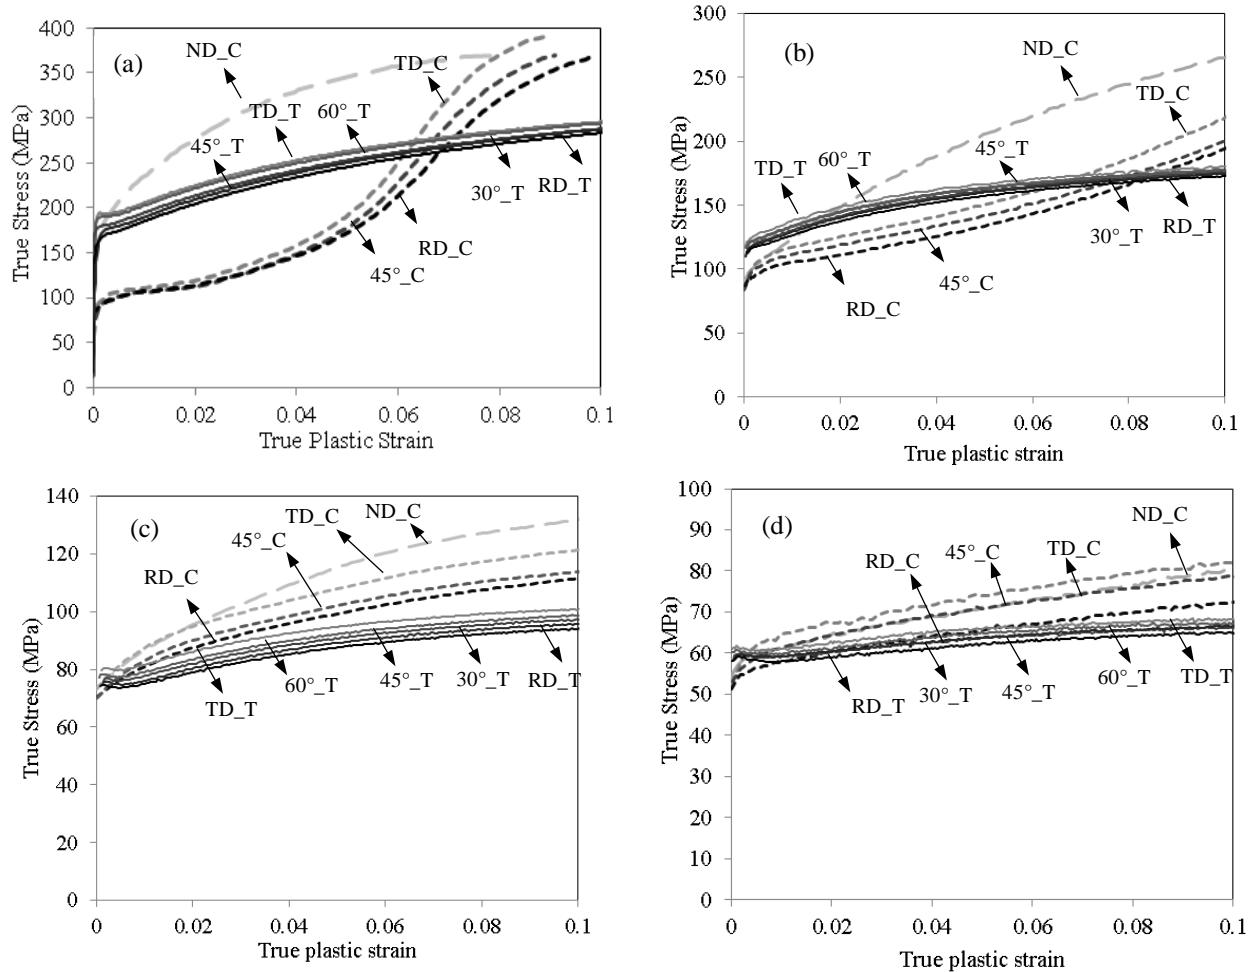 (a)
True Stress (MPa)
400
350
300
250
200
150
100
50
0
0 0.02 0.04 0.06 0.08 0.1
True Plastic Strain
ND_C
TD_C
TD_T
60°_T
45°_T
30°_T
RD_T
RD_C
45°_C
(b)
True Stress (MPa)
300
250
200
150
100
50
0
0 0.02 0.04 0.06 0.08 0.1
True plastic strain
ND_C
TD_C
TD_T
60°_T
45°_T
30°_T
RD_T
45°_C
RD_C
(c)
True Stress (MPa)
140
120
100
80
60
40
20
0
0 0.02 0.04 0.06 0.08 0.1
True plastic strain
TD_C
ND_C
45°_C
RD_C
TD_T
60°_T
45°_T
30°_T
RD_T
(d)
True Stress (MPa)
100
90
80
70
60
50
40
30
20
10
0
0 0.02 0.04 0.06 0.08 0.1
True plastic strain
ND_C
RD_C
45°_C
TD_C
RD_T
30°_T
45°_T
60°_T
TD_T